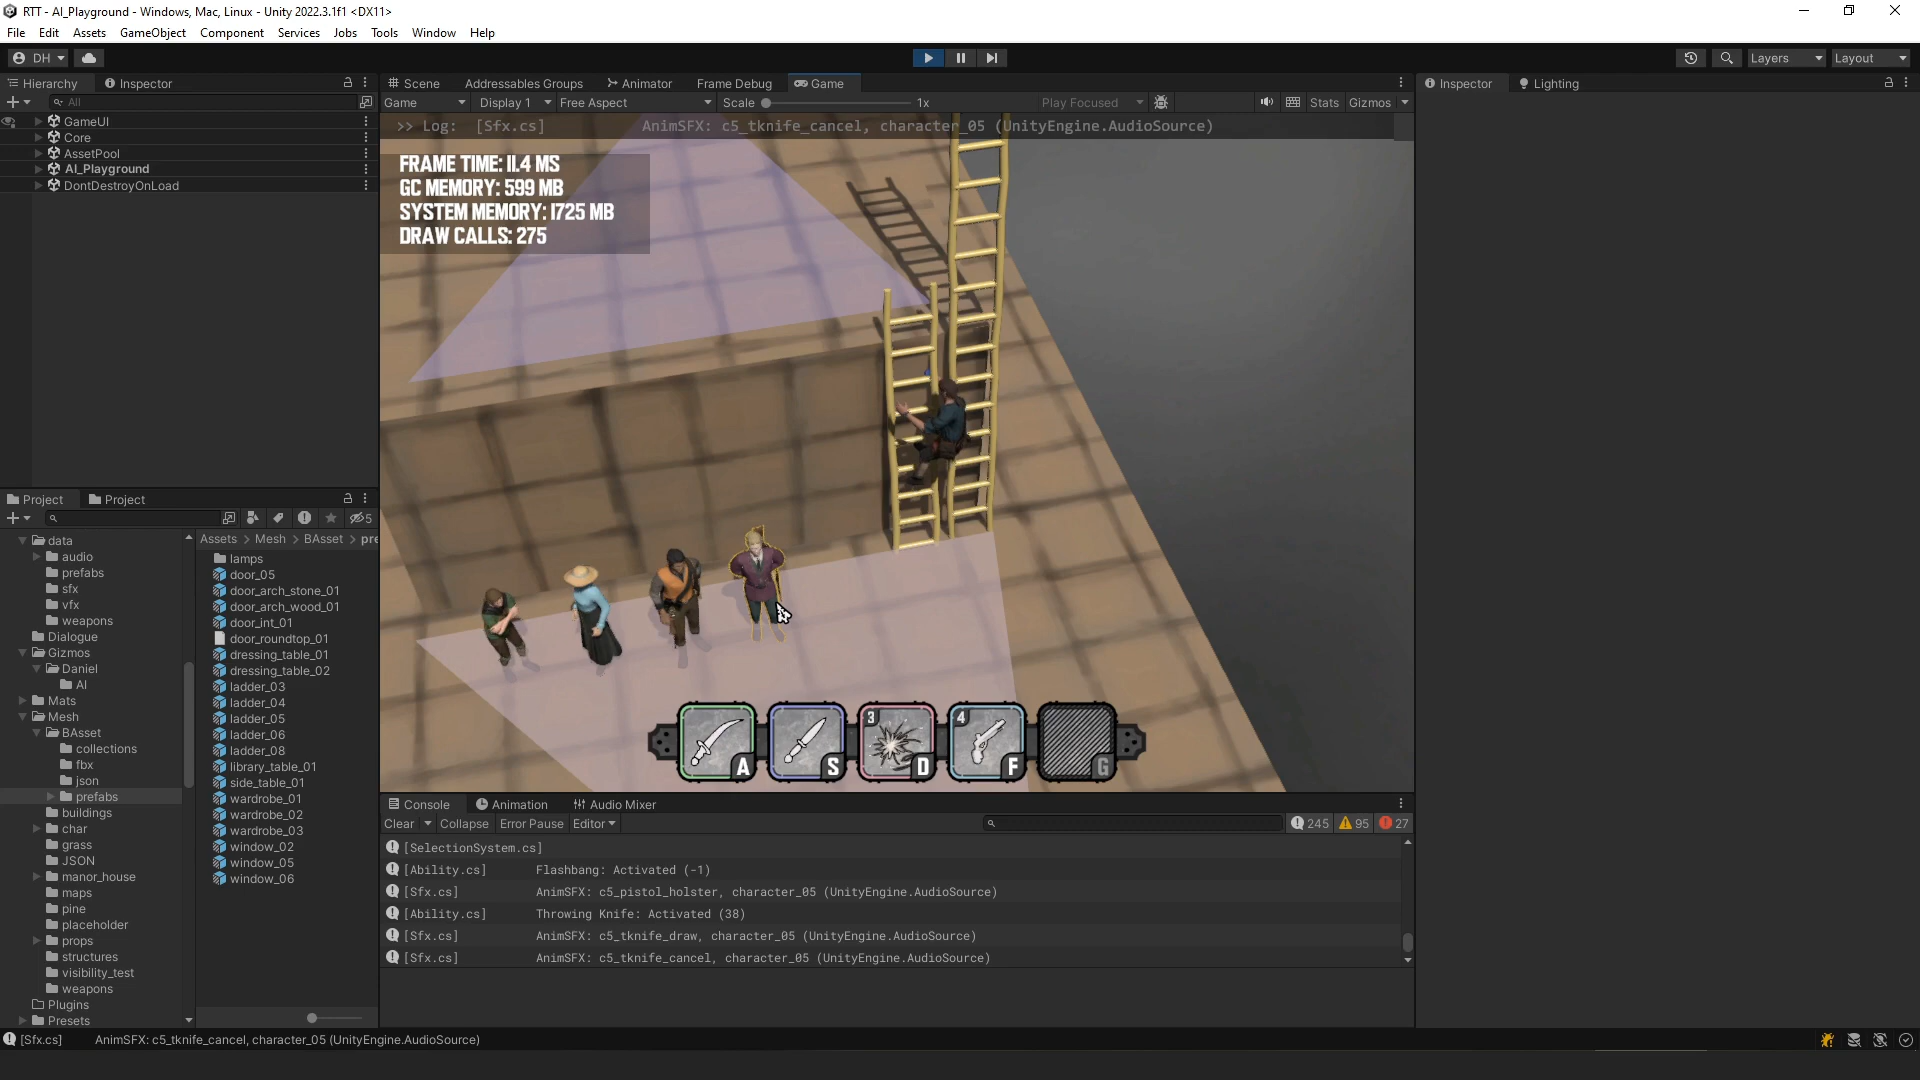 RTT - AI_Playground - Windows, Mac, Linux - Unity 2022.3.1f1 <DX11>
File Edit Assets GameObject Component Services Jobs Tools Window Help
DH Layers Layout
Hierarchy Inspector
All
GameUI
Core
AssetPool
AI_Playground
DontDestroyOnLoad
Scene Addressables Groups Animator Frame Debug Game
Game Display 1 Free Aspect Scale 1x Play Focused Stats Gizmos
>> Log: [Sfx.cs] AnimSFX: c5_tknife_cancel, character_05 (UnityEngine.AudioSource)
FRAME TIME: 11.4 MS
GC MEMORY: 599 MB
SYSTEM MEMORY: 1725 MB
DRAW CALLS: 275
A
S
3 D
4 F
G
Inspector Lighting
Project Project
5
data
audio
prefabs
sfx
vfx
weapons
Dialogue
Gizmos
Daniel
AI
Mats
Mesh
BAsset
collections
fbx
json
prefabs
buildings
char
grass
JSON
manor_house
maps
pine
placeholder
props
structures
visibility_test
weapons
Plugins
Presets
Assets > Mesh > BAsset > pre
lamps
door_05
door_arch_stone_01
door_arch_wood_01
door_int_01
door_roundtop_01
dressing_table_01
dressing_table_02
ladder_03
ladder_04
ladder_05
ladder_06
ladder_08
library_table_01
side_table_01
wardrobe_01
wardrobe_02
wardrobe_03
window_02
window_05
window_06
Console Animation Audio Mixer
Clear Collapse Error Pause Editor 245 95 27
[SelectionSystem.cs]
[Ability.cs] Flashbang: Activated (-1)
[Sfx.cs] AnimSFX: c5_pistol_holster, character_05 (UnityEngine.AudioSource)
[Ability.cs] Throwing Knife: Activated (38)
[Sfx.cs] AnimSFX: c5_tknife_draw, character_05 (UnityEngine.AudioSource)
[Sfx.cs] AnimSFX: c5_tknife_cancel, character_05 (UnityEngine.AudioSource)
[Sfx.cs] AnimSFX: c5_tknife_cancel, character_05 (UnityEngine.AudioSource)